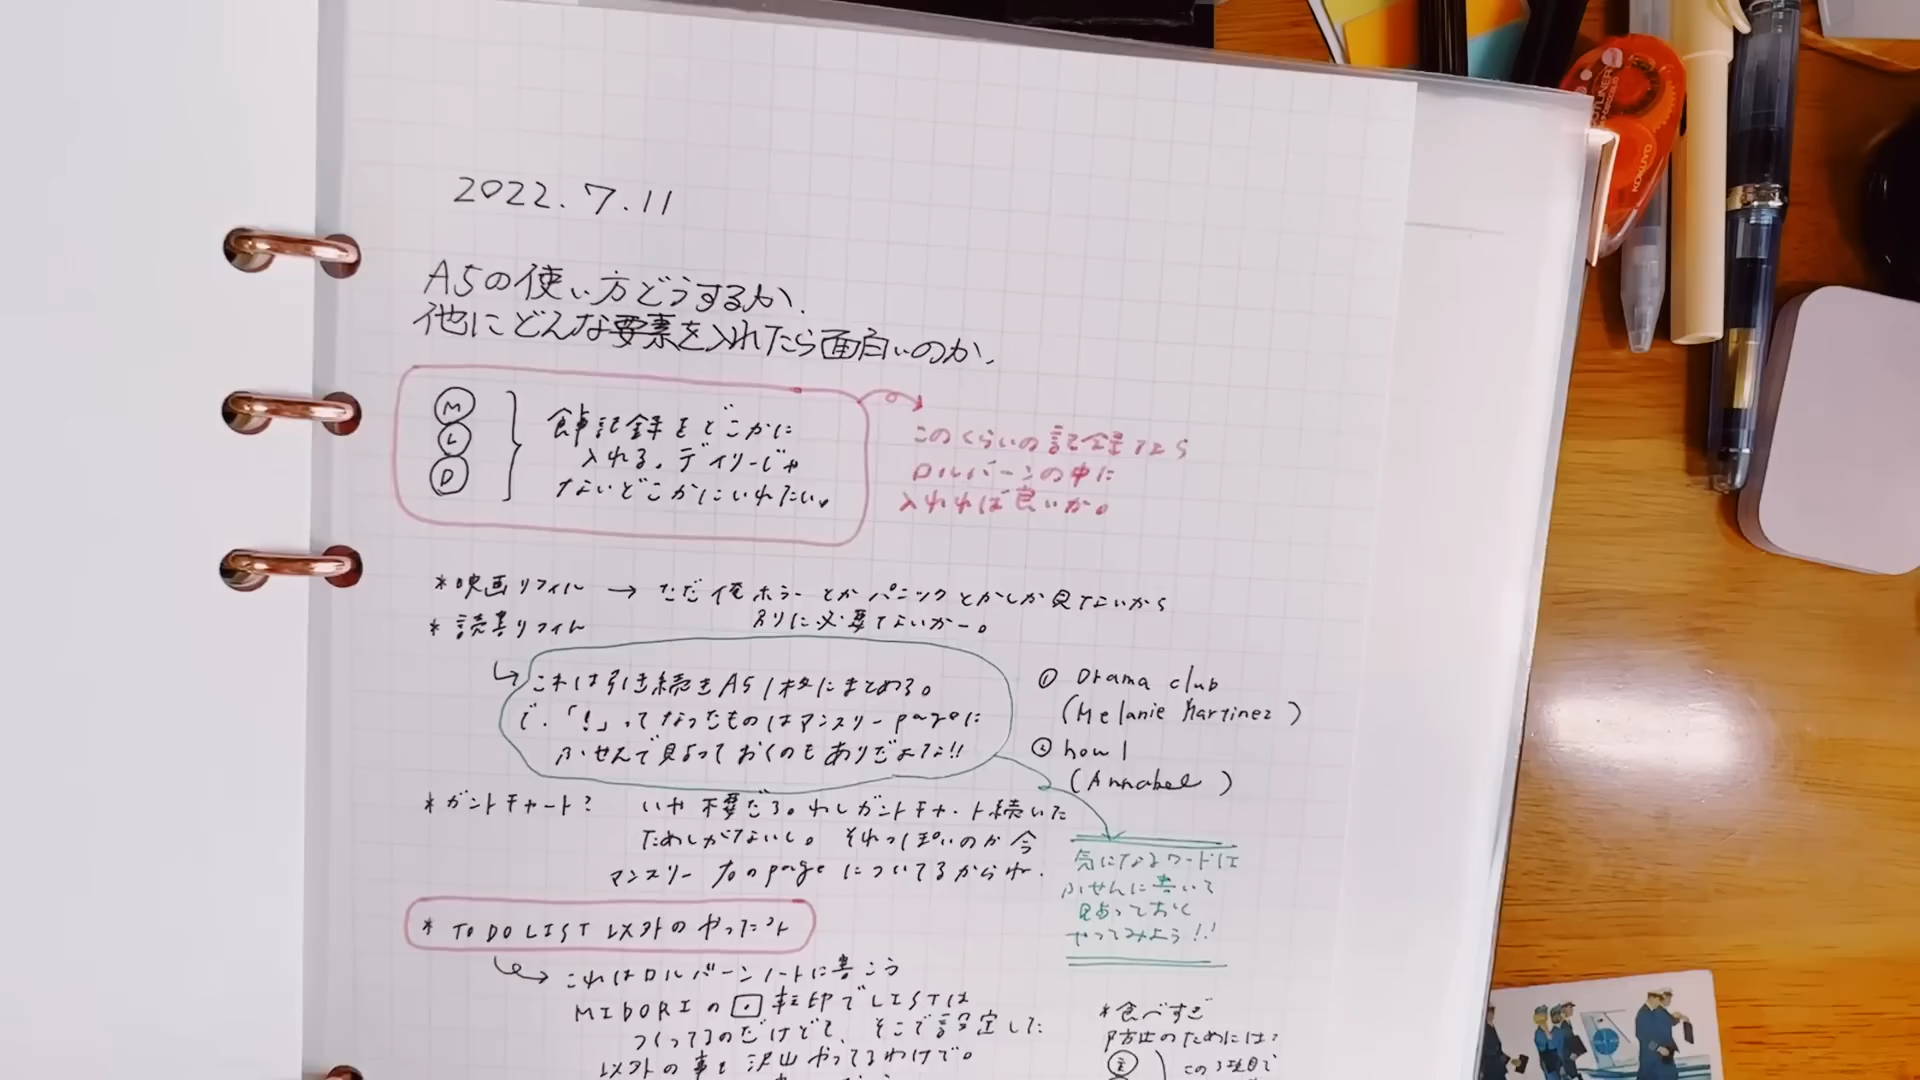 2022.7.11
A5の使い方どうするか.
他にどんな要素を入れたら面白いのか.
M
L
D
食事記録をどこかに
入れる。デイリーじゃ
ないどこかにいれたい。
このくらいの記録なら
ロルバーンの中に
入れれば良いか。
*映画リフィル → ただ俺ホラーとかパニックとかしか見てないから
別に必要てないかー。
*読書リフィル
これは引き続きA51枚にまとめる。
で、「!」ってなったものはマンスリーpageに
ふせんで見よっておくのもありだよな!!
① Drama club
(Melanie Martinez)
② howl
(Annabel)
*ガントチャート? いや不要だろ。わしガントチャート続いた
ためしがないし。それっぽいのが今
マンスリー右のpageについてるからね.
気になるワードは
ふせんに書いて
貼っておく
やってみよう!!
* TO DO LIST 以外のやったこと
これはロルバーンノートに書こう
MIDORIの 転印でLISTは
つくってるのだけどで、そこで設定した
以外の事も沢山やってるわけで。
*食べすぎ
防止のためには?
この3項目で
KOKUYO